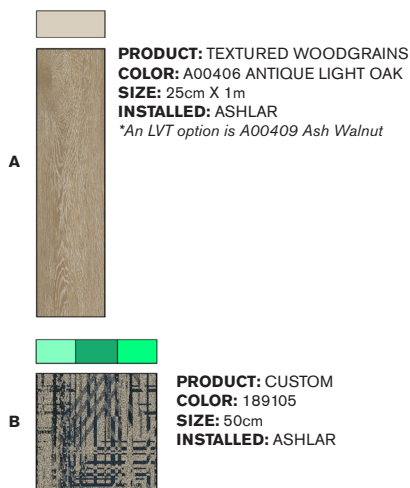 PRODUCT: TEXTURED WOODGRAINS
COLOR: A00406 ANTIQUE LIGHT OAK
SIZE: 25cm X 1m
INSTALLED: ASHLAR
*An LVT option is A00409 Ash Walnut
A
PRODUCT: CUSTOM
COLOR: 189105
SIZE: 50cm
INSTALLED: ASHLAR
B